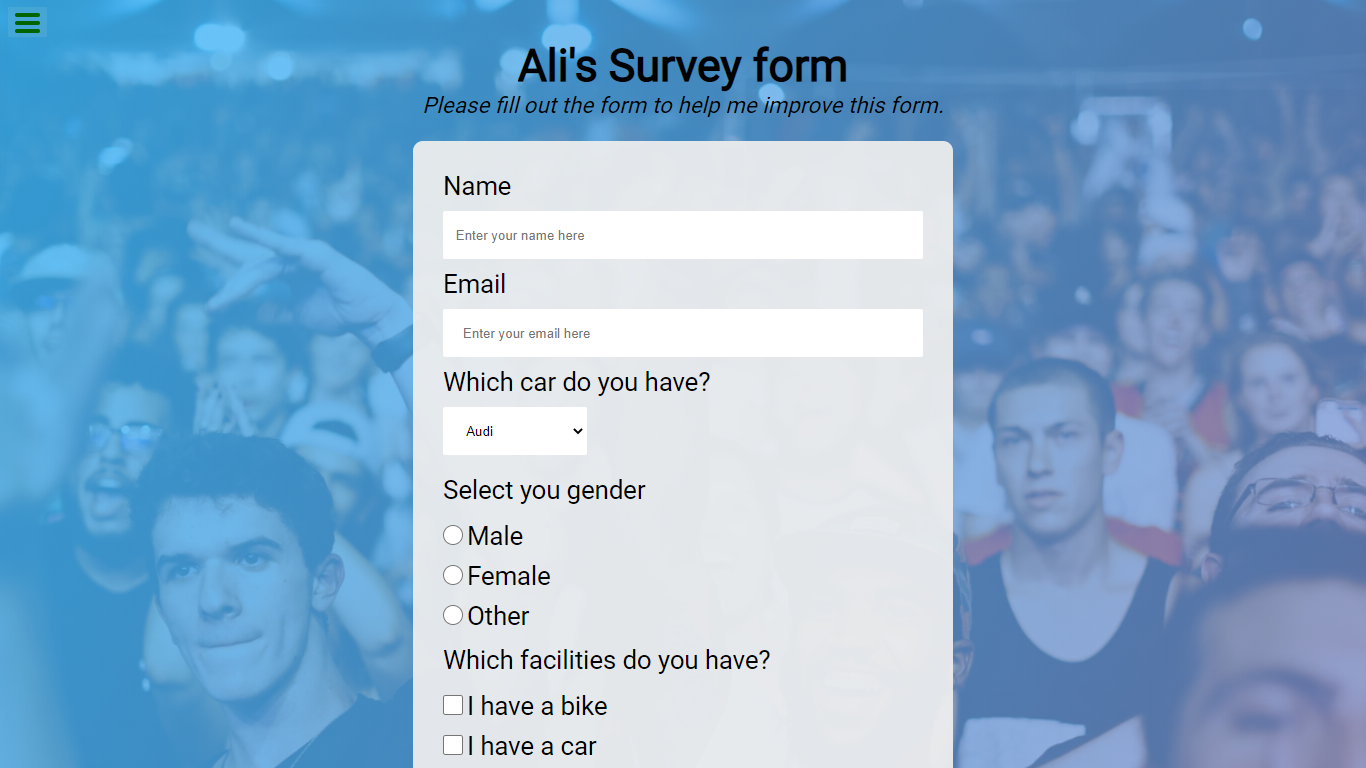 Ali's Survey form
Please fill out the form to help me improve this form.
Name
Enter your name here
Email
Enter your email here
Which car do you have?
Audi
Select you gender
Male
Female
Other
Which facilities do you have?
I have a bike
I have a car